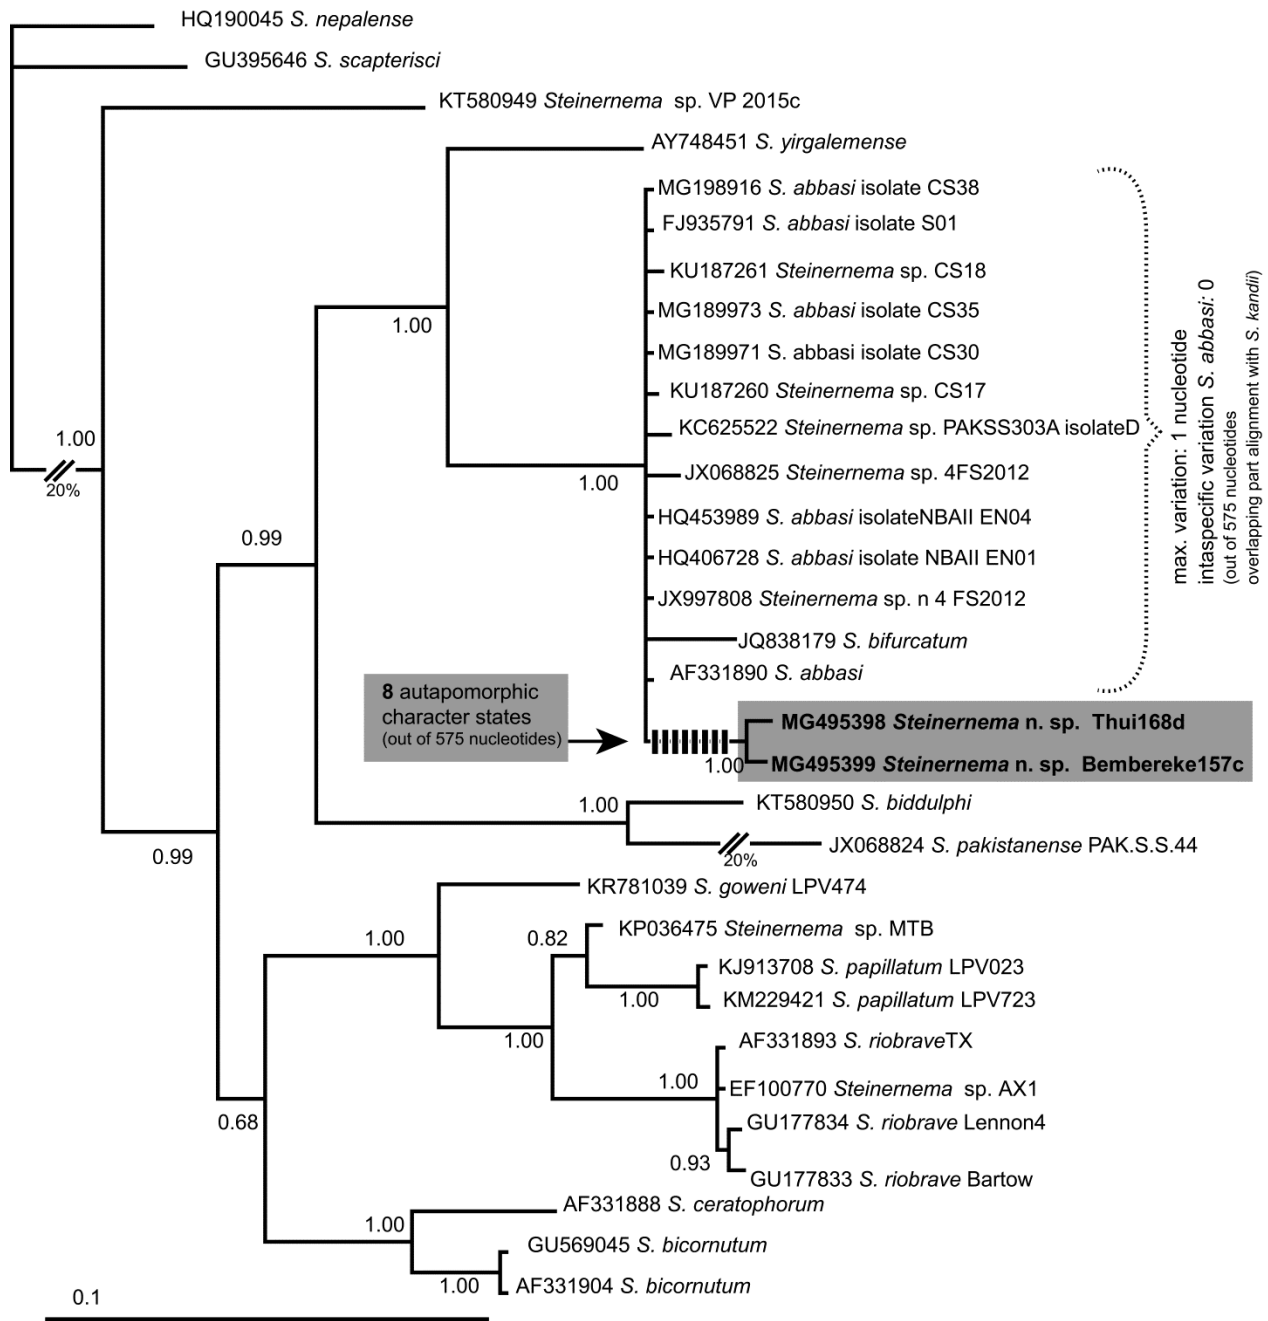 HQ190045 S. nepalense
GU395646 S. scapterisci
KT580949 Steinernema sp. VP 2015c
AY748451 S. yirgalemense
MG198916 S. abbasi isolate CS38
FJ935791 S. abbasi isolate S01
KU187261 Steinernema sp. CS18
MG189973 S. abbasi isolate CS35
1.00
MG189971 S. abbasi isolate CS30
KU187260 Steinernema sp. CS17
KC625522 Steinernema sp. PAKSS303A isolateD
1.00
20%
JX068825 Steinernema sp. 4FS2012
1.00
HQ453989 S. abbasi isolateNBAII EN04
0.99
HQ406728 S. abbasi isolate NBAII EN01
JX997808 Steinernema sp. n 4 FS2012
JQ838179 S. bifurcatum
AF331890 S. abbasi
max. variation: 1 nucleotide
intaspecific variation S. abbasi: 0
(out of 575 nucleotides
overlapping part alignment with S. kandii)
8 autapomorphic
character states
(out of 575 nucleotides)
MG495398 Steinernema n. sp. Thui168d
1.00
MG495399 Steinernema n. sp. Bembereke157c
1.00
KT580950 S. biddulphi
JX068824 S. pakistanense PAK.S.S.44
20%
0.99
KR781039 S. goweni LPV474
1.00
0.82
KP036475 Steinernema sp. MTB
KJ913708 S. papillatum LPV023
1.00
KM229421 S. papillatum LPV723
1.00
AF331893 S. riobraveTX
1.00
EF100770 Steinernema sp. AX1
0.68
GU177834 S. riobrave Lennon4
0.93
GU177833 S. riobrave Bartow
AF331888 S. ceratophorum
1.00
GU569045 S. bicornutum
1.00
AF331904 S. bicornutum
0.1